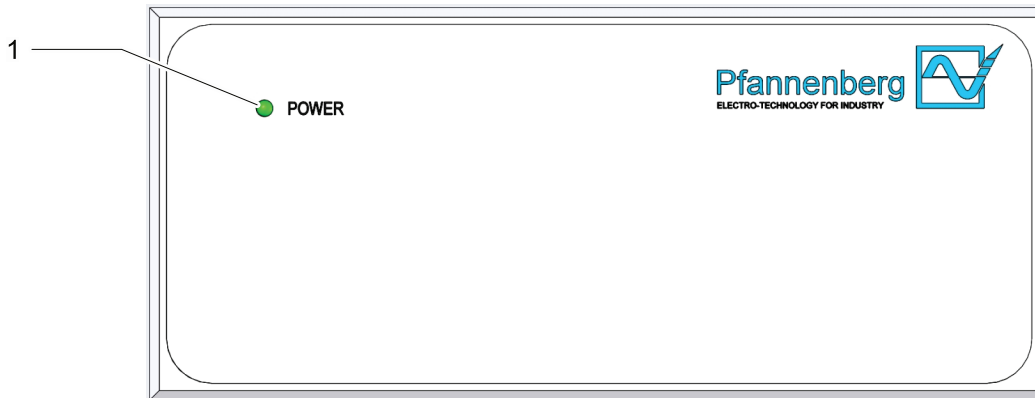 1
POWER
Pfannenberg
ELECTRO-TECHNOLOGY FOR INDUSTRY